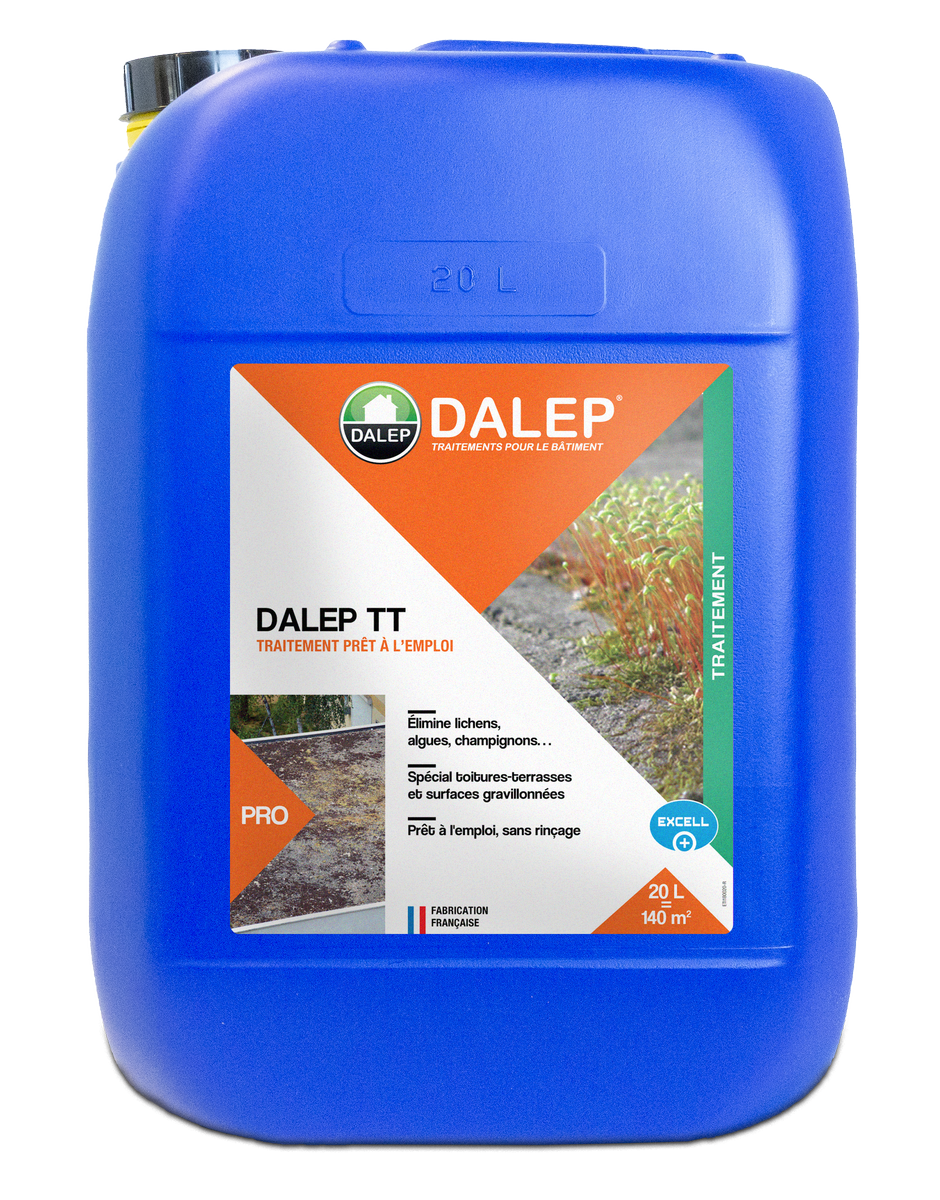 20 L
DALEP
DALEP®
TRAITEMENTS POUR LE BÂTIMENT
TRAITEMENT
DALEP TT
TRAITEMENT PRÊT À L'EMPLOI
Élimine lichens,
algues, champignons...
Spécial toitures-terrasses
et surfaces gravillonnées
PRO
Prêt à l'emploi, sans rinçage
EXCELL
+
20 L
=
140 m²
FABRICATION
FRANÇAISE